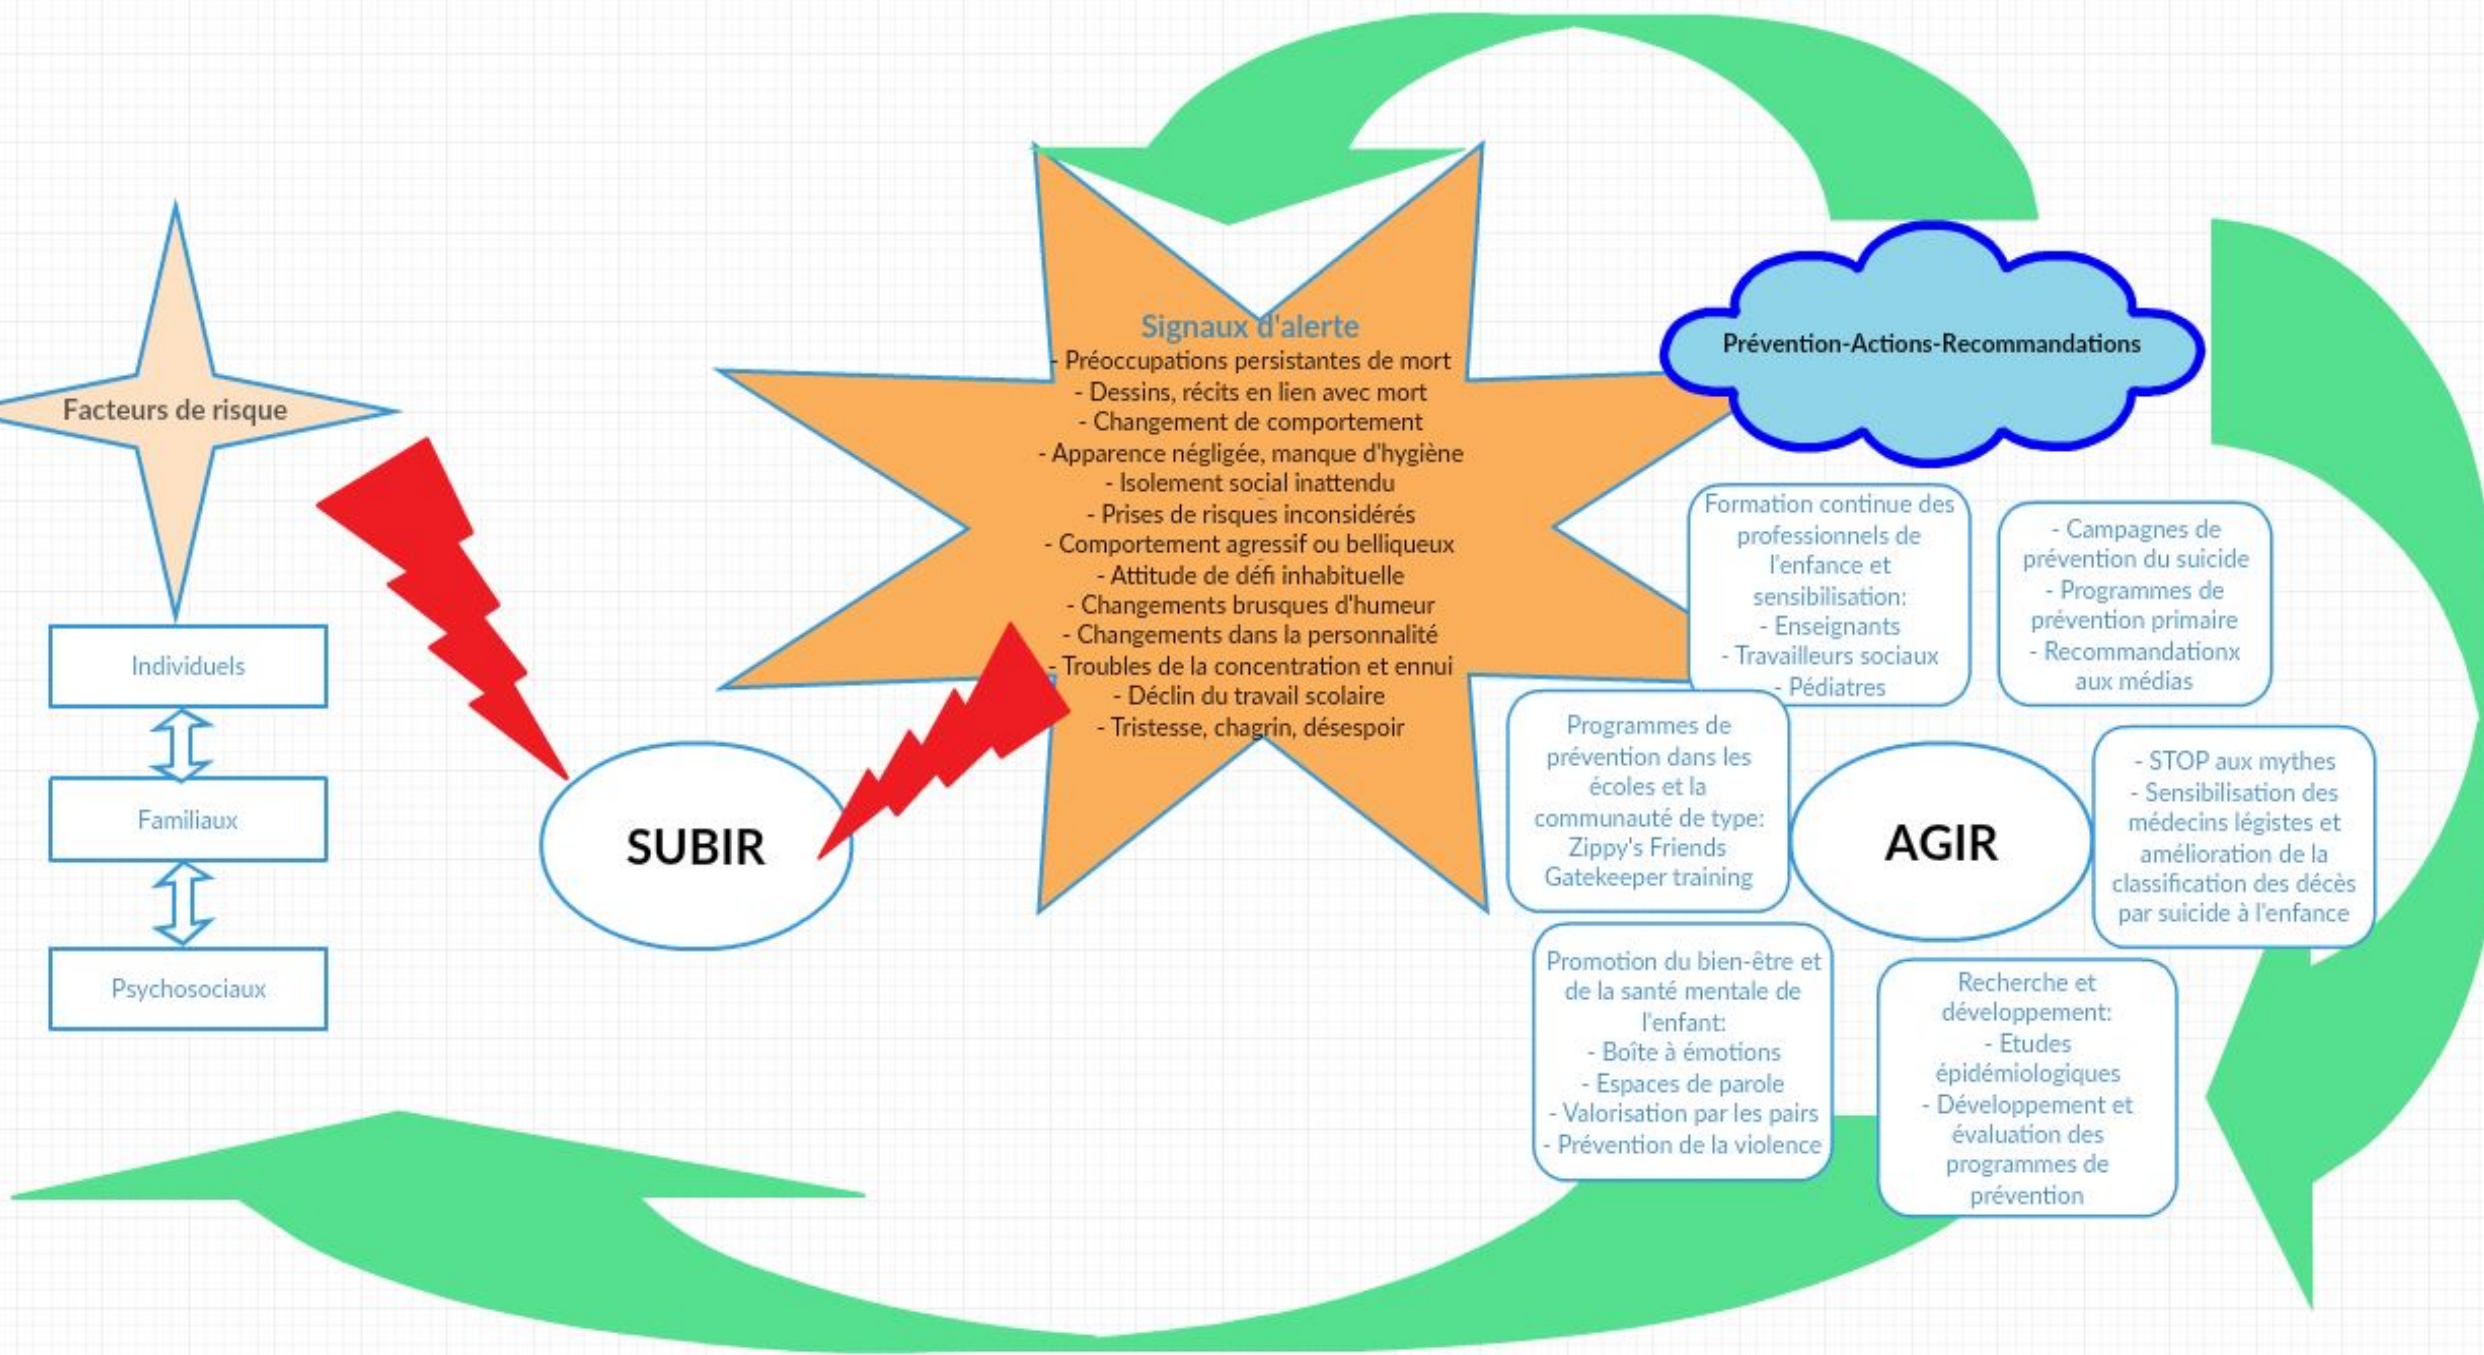 Facteurs de risque
Individuels
Familiaux
Psychosociaux
SUBIR
Signaux d'alerte
- Préoccupations persistantes de mort
- Dessins, récits en lien avec mort
- Changement de comportement
- Apparence négligée, manque d'hygiène
- Isolement social inattendu
- Prises de risques inconsidérés
- Comportement agressif ou belliqueux
- Attitude de défi inhabituelle
- Changements brusques d'humeur
- Changements dans la personnalité
- Troubles de la concentration et ennui
- Déclin du travail scolaire
- Tristesse, chagrin, désespoir
Prévention-Actions-Recommandations
Formation continue des
professionnels de
l'enfance et
sensibilisation:
- Enseignants
- Travailleurs sociaux
- Pédiatres
- Campagnes de
prévention du suicide
- Programmes de
prévention primaire
- Recommandationx
aux médias
Programmes de
prévention dans les
écoles et la
communauté de type:
Zippy's Friends
Gatekeeper training
AGIR
- STOP aux mythes
- Sensibilisation des
médecins légistes et
amélioration de la
classification des décès
par suicide à l'enfance
Promotion du bien-être et
de la santé mentale de
l'enfant:
- Boîte à émotions
- Espaces de parole
- Valorisation par les pairs
- Prévention de la violence
Recherche et
développement:
- Etudes
épidémiologiques
- Développement et
évaluation des
programmes de
prévention